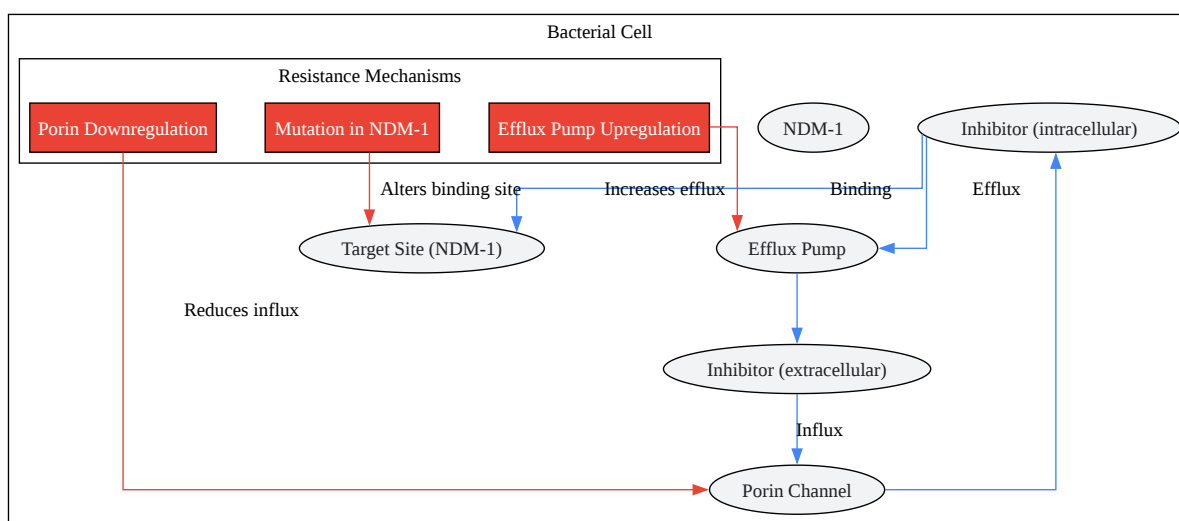 Bacterial Cell
Resistance Mechanisms
Porin Downregulation
Mutation in NDM-1
Efflux Pump Upregulation
NDM-1
Inhibitor (intracellular)
Alters binding site
Increases efflux
Binding
Efflux
Target Site (NDM-1)
Efflux Pump
Reduces influx
Inhibitor (extracellular)
Influx
Porin Channel